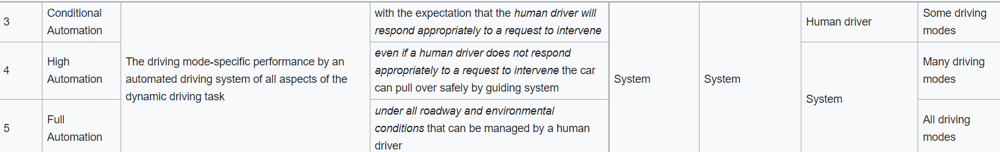 3
Conditional
Automation
The driving mode-specific performance by an
automated driving system of all aspects of the
dynamic driving task
with the expectation that the human driver will
respond appropriately to a request to intervene
System
System
Human driver
Some driving
modes
4
High
Automation
even if a human driver does not respond
appropriately to a request to intervene the car
can pull over safely by guiding system
System
Many driving
modes
5
Full
Automation
under all roadway and environmental
conditions that can be managed by a human
driver
All driving
modes